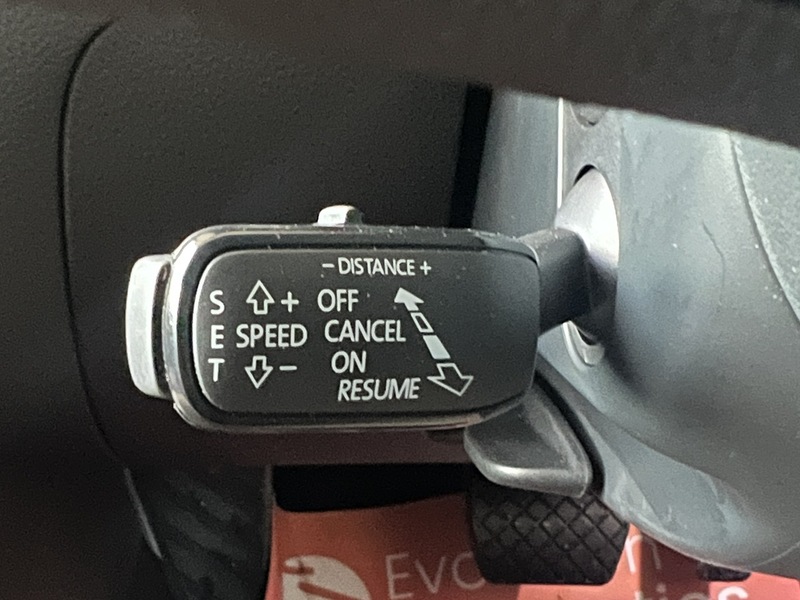 - DISTANCE +
S + OFF
E SPEED CANCEL
T - ON
RESUME